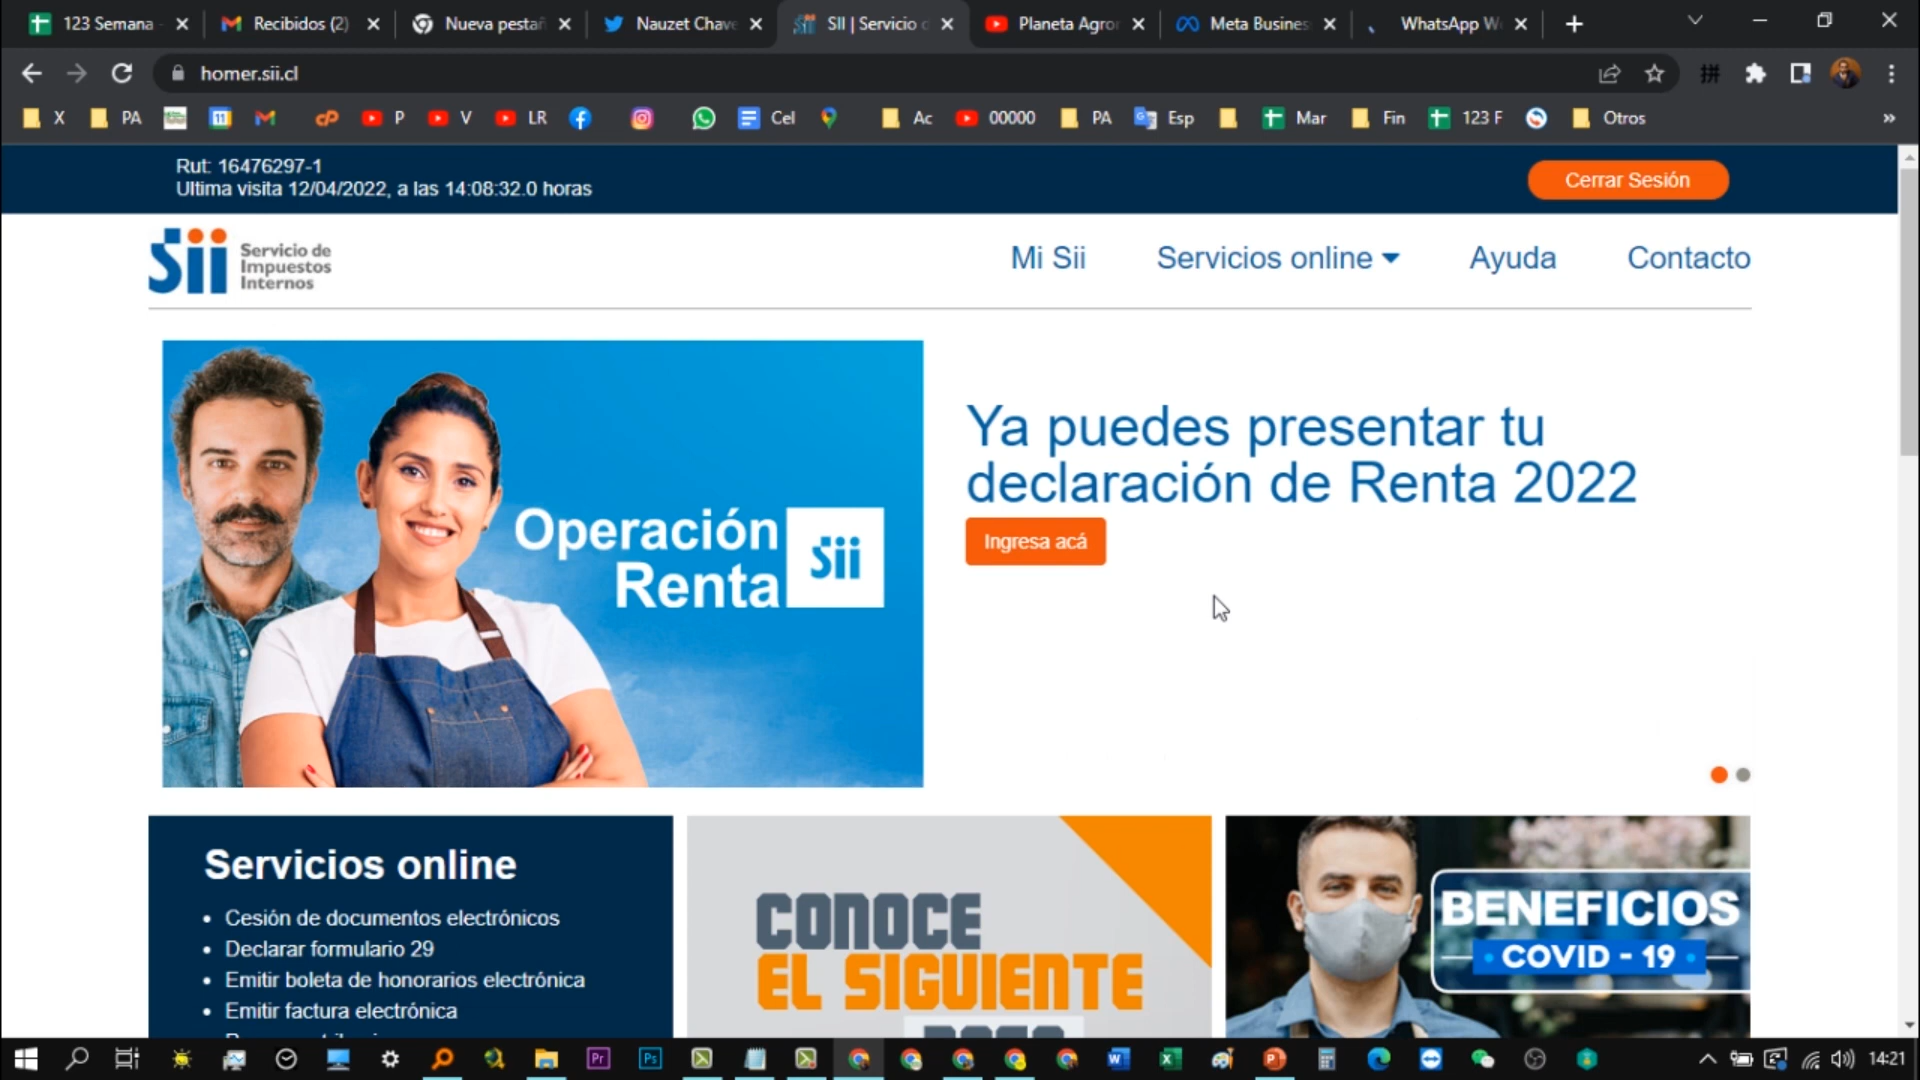 123 Semana
Recibidos (2)
Nueva pestañ
Nauzet Chave
SII | Servicio d
Planeta Agron
Meta Busines
WhatsApp W
homer.sii.cl
X
PA
11
P
V
LR
Cel
Ac
00000
PA
Esp
Mar
Fin
123 F
Otros
»
Rut: 16476297-1
Ultima visita 12/04/2022, a las 14:08:32.0 horas
Cerrar Sesión
Sii
Servicio de
Impuestos
Internos
Mi Sii
Servicios online
Ayuda
Contacto
Operación
Renta
Sii
Ya puedes presentar tu
declaración de Renta 2022
Ingresa acá
Servicios online
• Cesión de documentos electrónicos
• Declarar formulario 29
• Emitir boleta de honorarios electrónica
• Emitir factura electrónica
CONOCE
EL SIGUIENTE
BENEFICIOS
COVID - 19
Pr
Ps
14:21